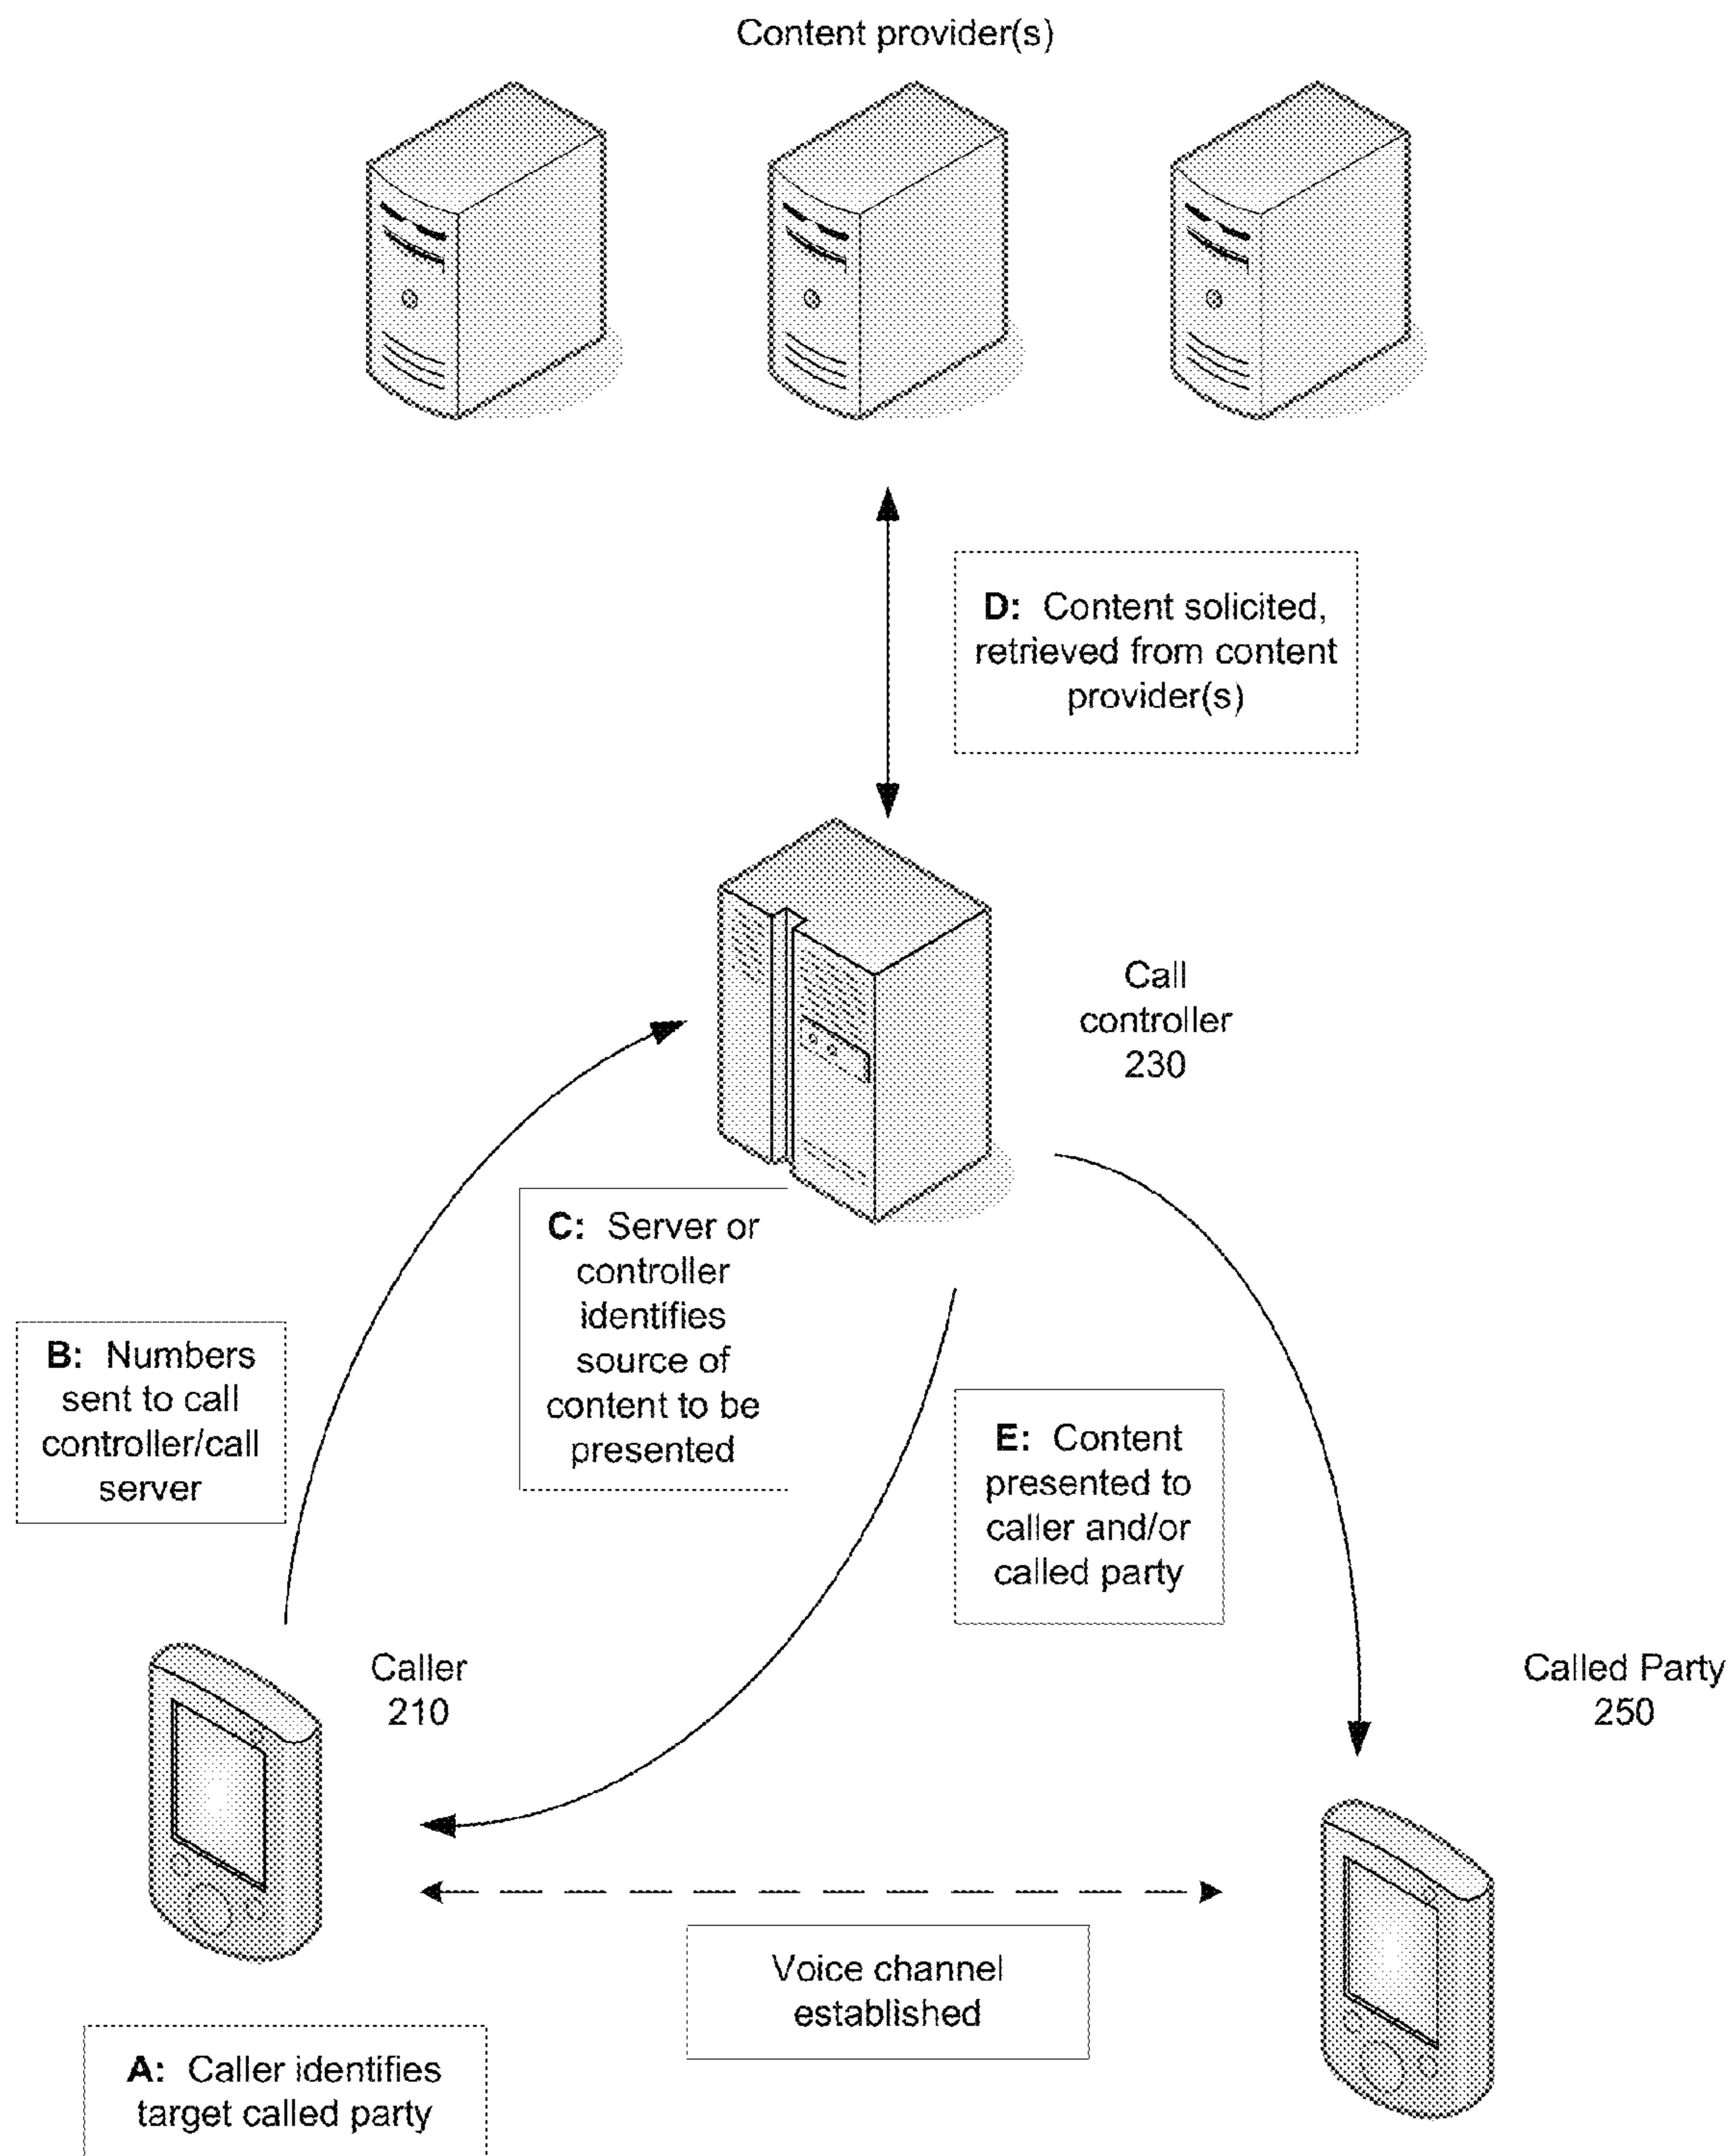 Content provider(s)
D: Content solicited,
retrieved from content
provider(s)
Call
controller
230
C: Server or
controller
identifies
source of
content to be
presented
B: Numbers
sent to call
controller/call
server
E: Content
presented to
caller and/or
called party
Caller
210
Called Party
250
Voice channel
established
A: Caller identifies
target called party